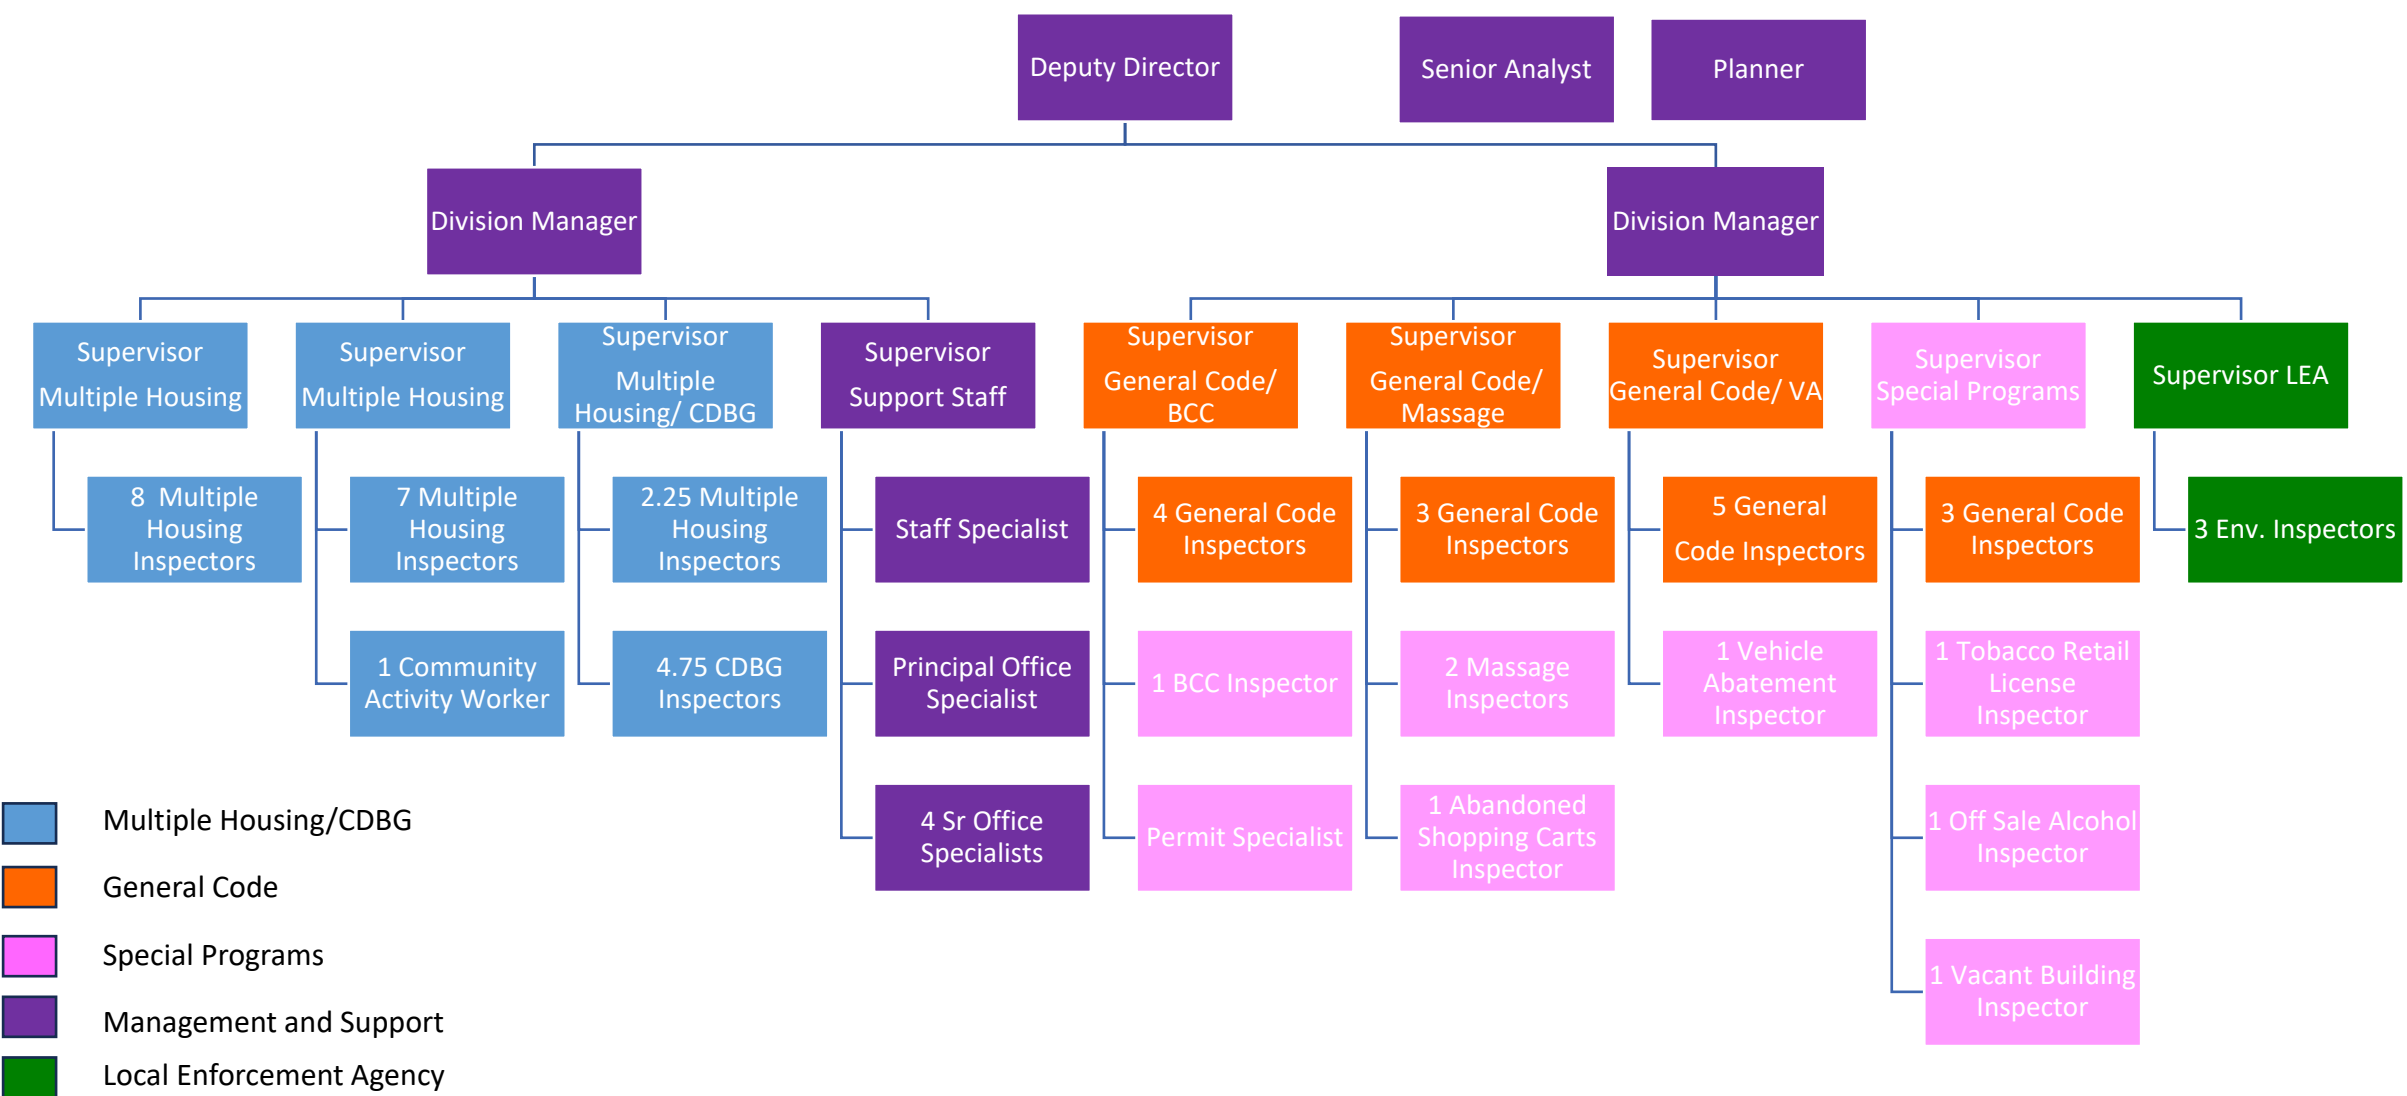 Deputy Director
Senior Analyst
Planner
Division Manager
Division Manager
Supervisor
Multiple Housing
Supervisor
Multiple Housing
Supervisor
Multiple
Housing/ CDBG
Supervisor
Support Staff
Supervisor
General Code/
BCC
Supervisor
General Code/
Massage
Supervisor
General Code/ VA
Supervisor
Special Programs
Supervisor LEA
8 Multiple
Housing
Inspectors
7 Multiple
Housing
Inspectors
2.25 Multiple
Housing
Inspectors
Staff Specialist
4 General Code
Inspectors
3 General Code
Inspectors
5 General
Code Inspectors
3 General Code
Inspectors
3 Env. Inspectors
1 Community
Activity Worker
4.75 CDBG
Inspectors
Principal Office
Specialist
1 BCC Inspector
2 Massage
Inspectors
1 Vehicle
Abatement
Inspector
1 Tobacco Retail
License
Inspector
4 Sr Office
Specialists
Permit Specialist
1 Abandoned
Shopping Carts
Inspector
1 Off Sale Alcohol
Inspector
1 Vacant Building
Inspector
Multiple Housing/CDBG
General Code
Special Programs
Management and Support
Local Enforcement Agency